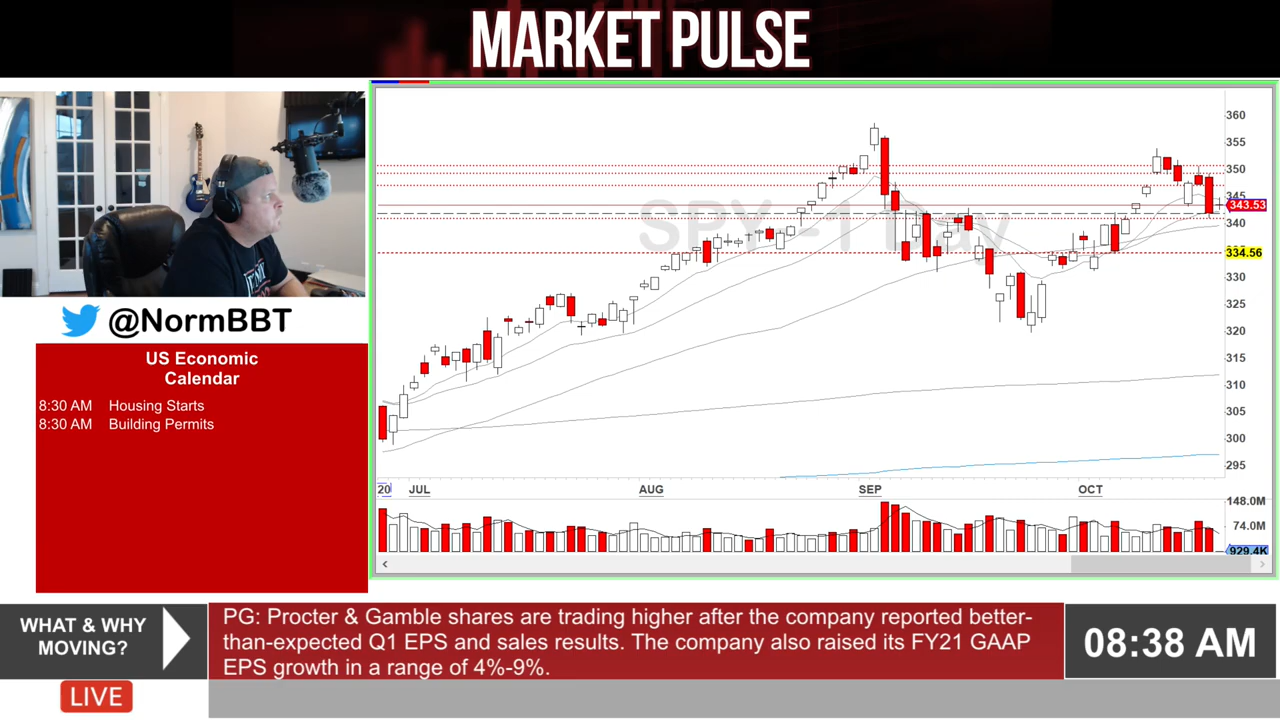 MARKET PULSE
@NormBBT
US Economic
Calendar
8:30 AM Housing Starts
8:30 AM Building Permits
SPY - 1 Day
360
355
350
345
343.53
340
334.56
330
325
320
315
310
305
300
295
20 JUL AUG SEP OCT
148.0M
74.0M
929.4K
WHAT & WHY
MOVING?
LIVE
PG: Procter & Gamble shares are trading higher after the company reported better-
than-expected Q1 EPS and sales results. The company also raised its FY21 GAAP
EPS growth in a range of 4%-9%.
08:38 AM